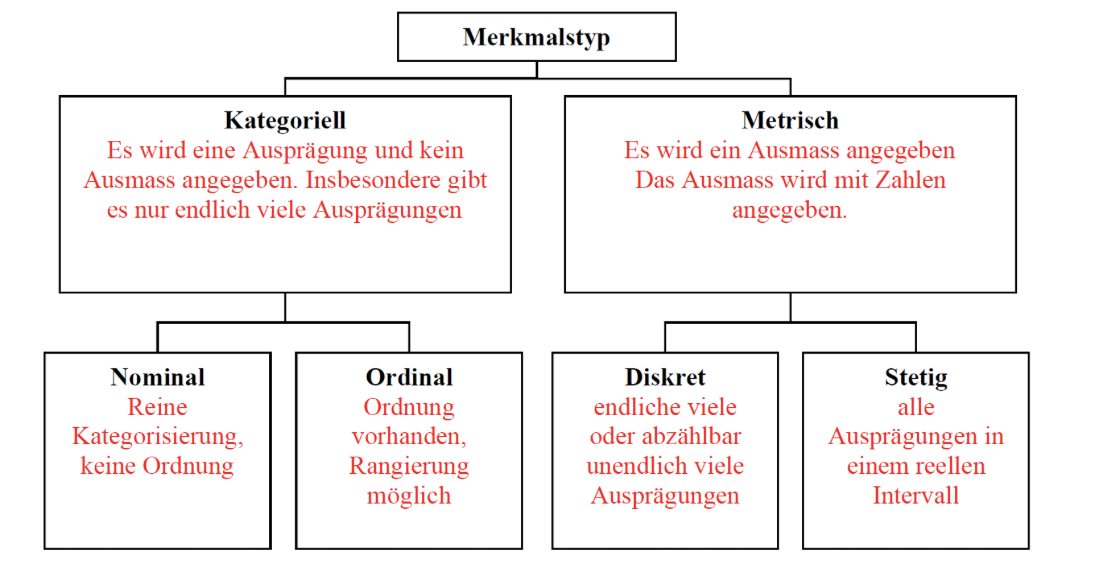 Merkmalstyp
Kategoriell
Es wird eine Ausprägung und kein
Ausmass angegeben. Insbesondere gibt
es nur endlich viele Ausprägungen
Metrisch
Es wird ein Ausmass angegeben
Das Ausmass wird mit Zahlen
angegeben.
Nominal
Reine
Kategorisierung,
keine Ordnung
Ordinal
Ordnung
vorhanden,
Rangierung
möglich
Diskret
endliche viele
oder abzählbar
unendlich viele
Ausprägungen
Stetig
alle
Ausprägungen in
einem reellen
Intervall